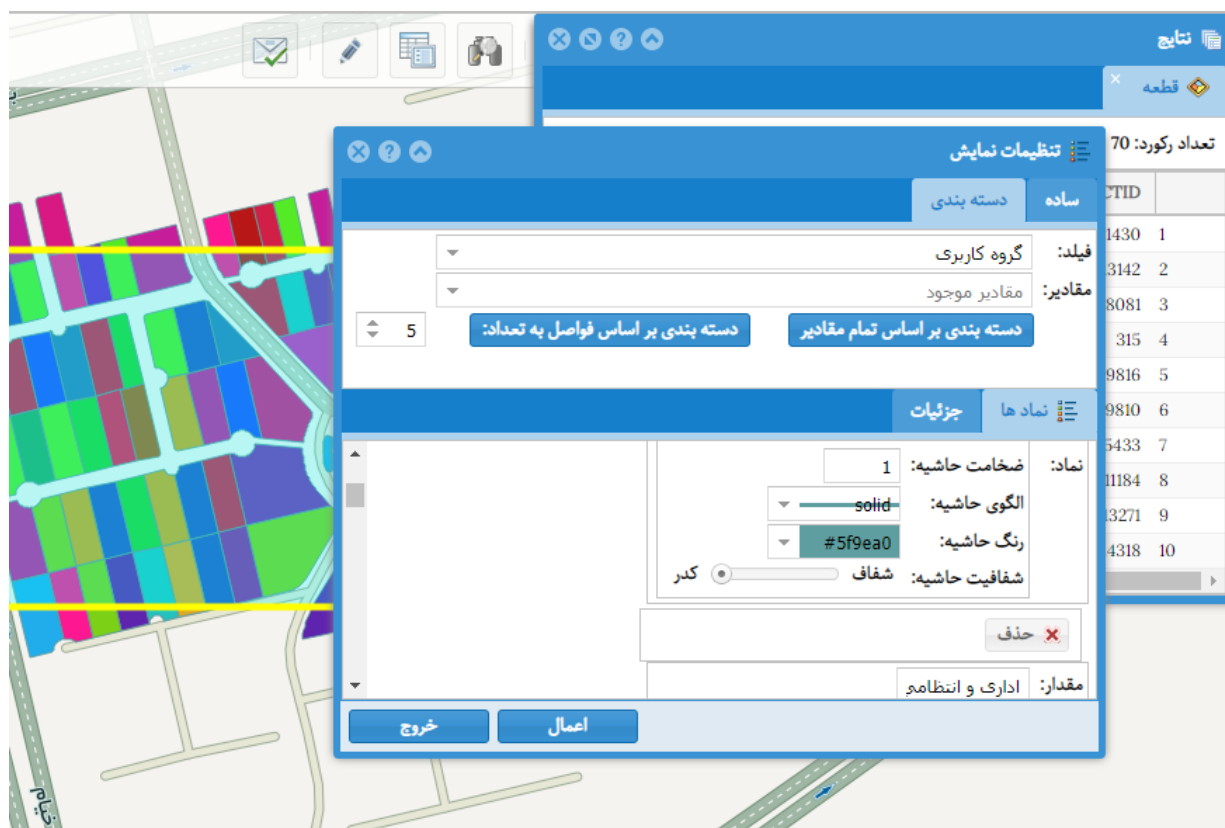 نتایج
قطعه
تعداد رکورد: 70
CTID
1430 1
3142 2
8081 3
315 4
9816 5
9810 6
5433 7
11184 8
13271 9
4318 10
تنظیمات نمایش
ساده دسته بندی
فیلد: گروه کاربری
مقادیر: مقادیر موجود
دسته بندی بر اساس تمام مقادیر دسته بندی بر اساس فواصل به تعداد: 5
نماد ها جزئیات
نماد: ضخامت حاشیه: 1
الگوی حاشیه: solid
رنگ حاشیه: #5f9ea0
شفافیت حاشیه: شفاف کدر
حذف
مقدار: اداری و انتظامی
اعمال خروج
خیام